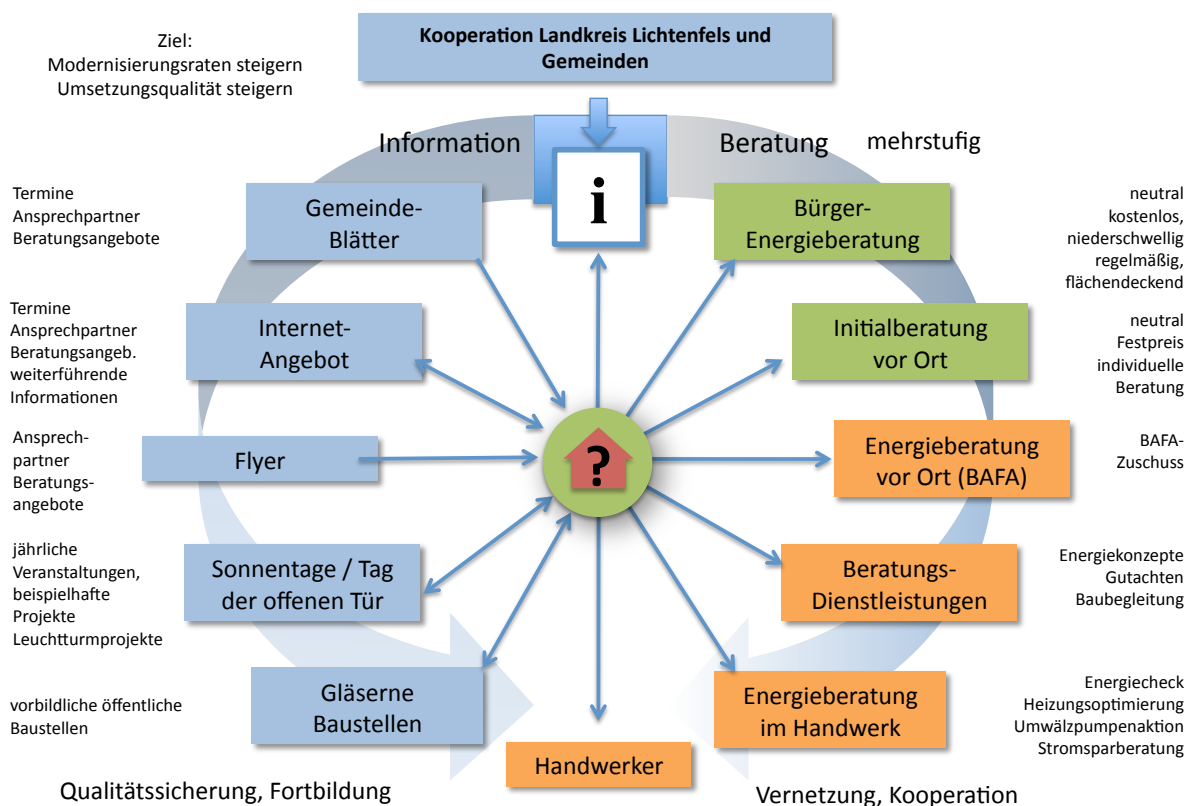 Ziel:
Modernisierungsraten steigern
Umsetzungsqualität steigern
Kooperation Landkreis Lichtenfels und
Gemeinden
Information
Beratung mehrstufig
i
Termine
Ansprechpartner
Beratungsangebote
Gemeinde-
Blätter
Bürger-
Energieberatung
neutral
kostenlos,
niederschwellig
regelmäßig,
flächendeckend
Termine
Ansprechpartner
Beratungsangeb.
weiterführende
Informationen
Internet-
Angebot
Initialberatung
vor Ort
neutral
Festpreis
individuelle
Beratung
Ansprech-
partner
Beratungs-
angebote
Flyer
?
Energieberatung
vor Ort (BAFA)
BAFA-
Zuschuss
jährliche
Veranstaltungen,
beispielhafte
Projekte
Leuchtturmprojekte
Sonnentage / Tag
der offenen Tür
Beratungs-
Dienstleistungen
Energiekonzepte
Gutachten
Baubegleitung
vorbildliche öffentliche
Baustellen
Gläserne
Baustellen
Handwerker
Energieberatung
im Handwerk
Energiecheck
Heizungsoptimierung
Umwälzpumpenaktion
Stromsparberatung
Qualitätssicherung, Fortbildung
Vernetzung, Kooperation